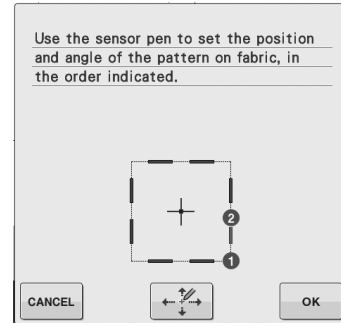 Use the sensor pen to set the position
and angle of the pattern on fabric, in
the order indicated.
2
1
CANCEL
OK